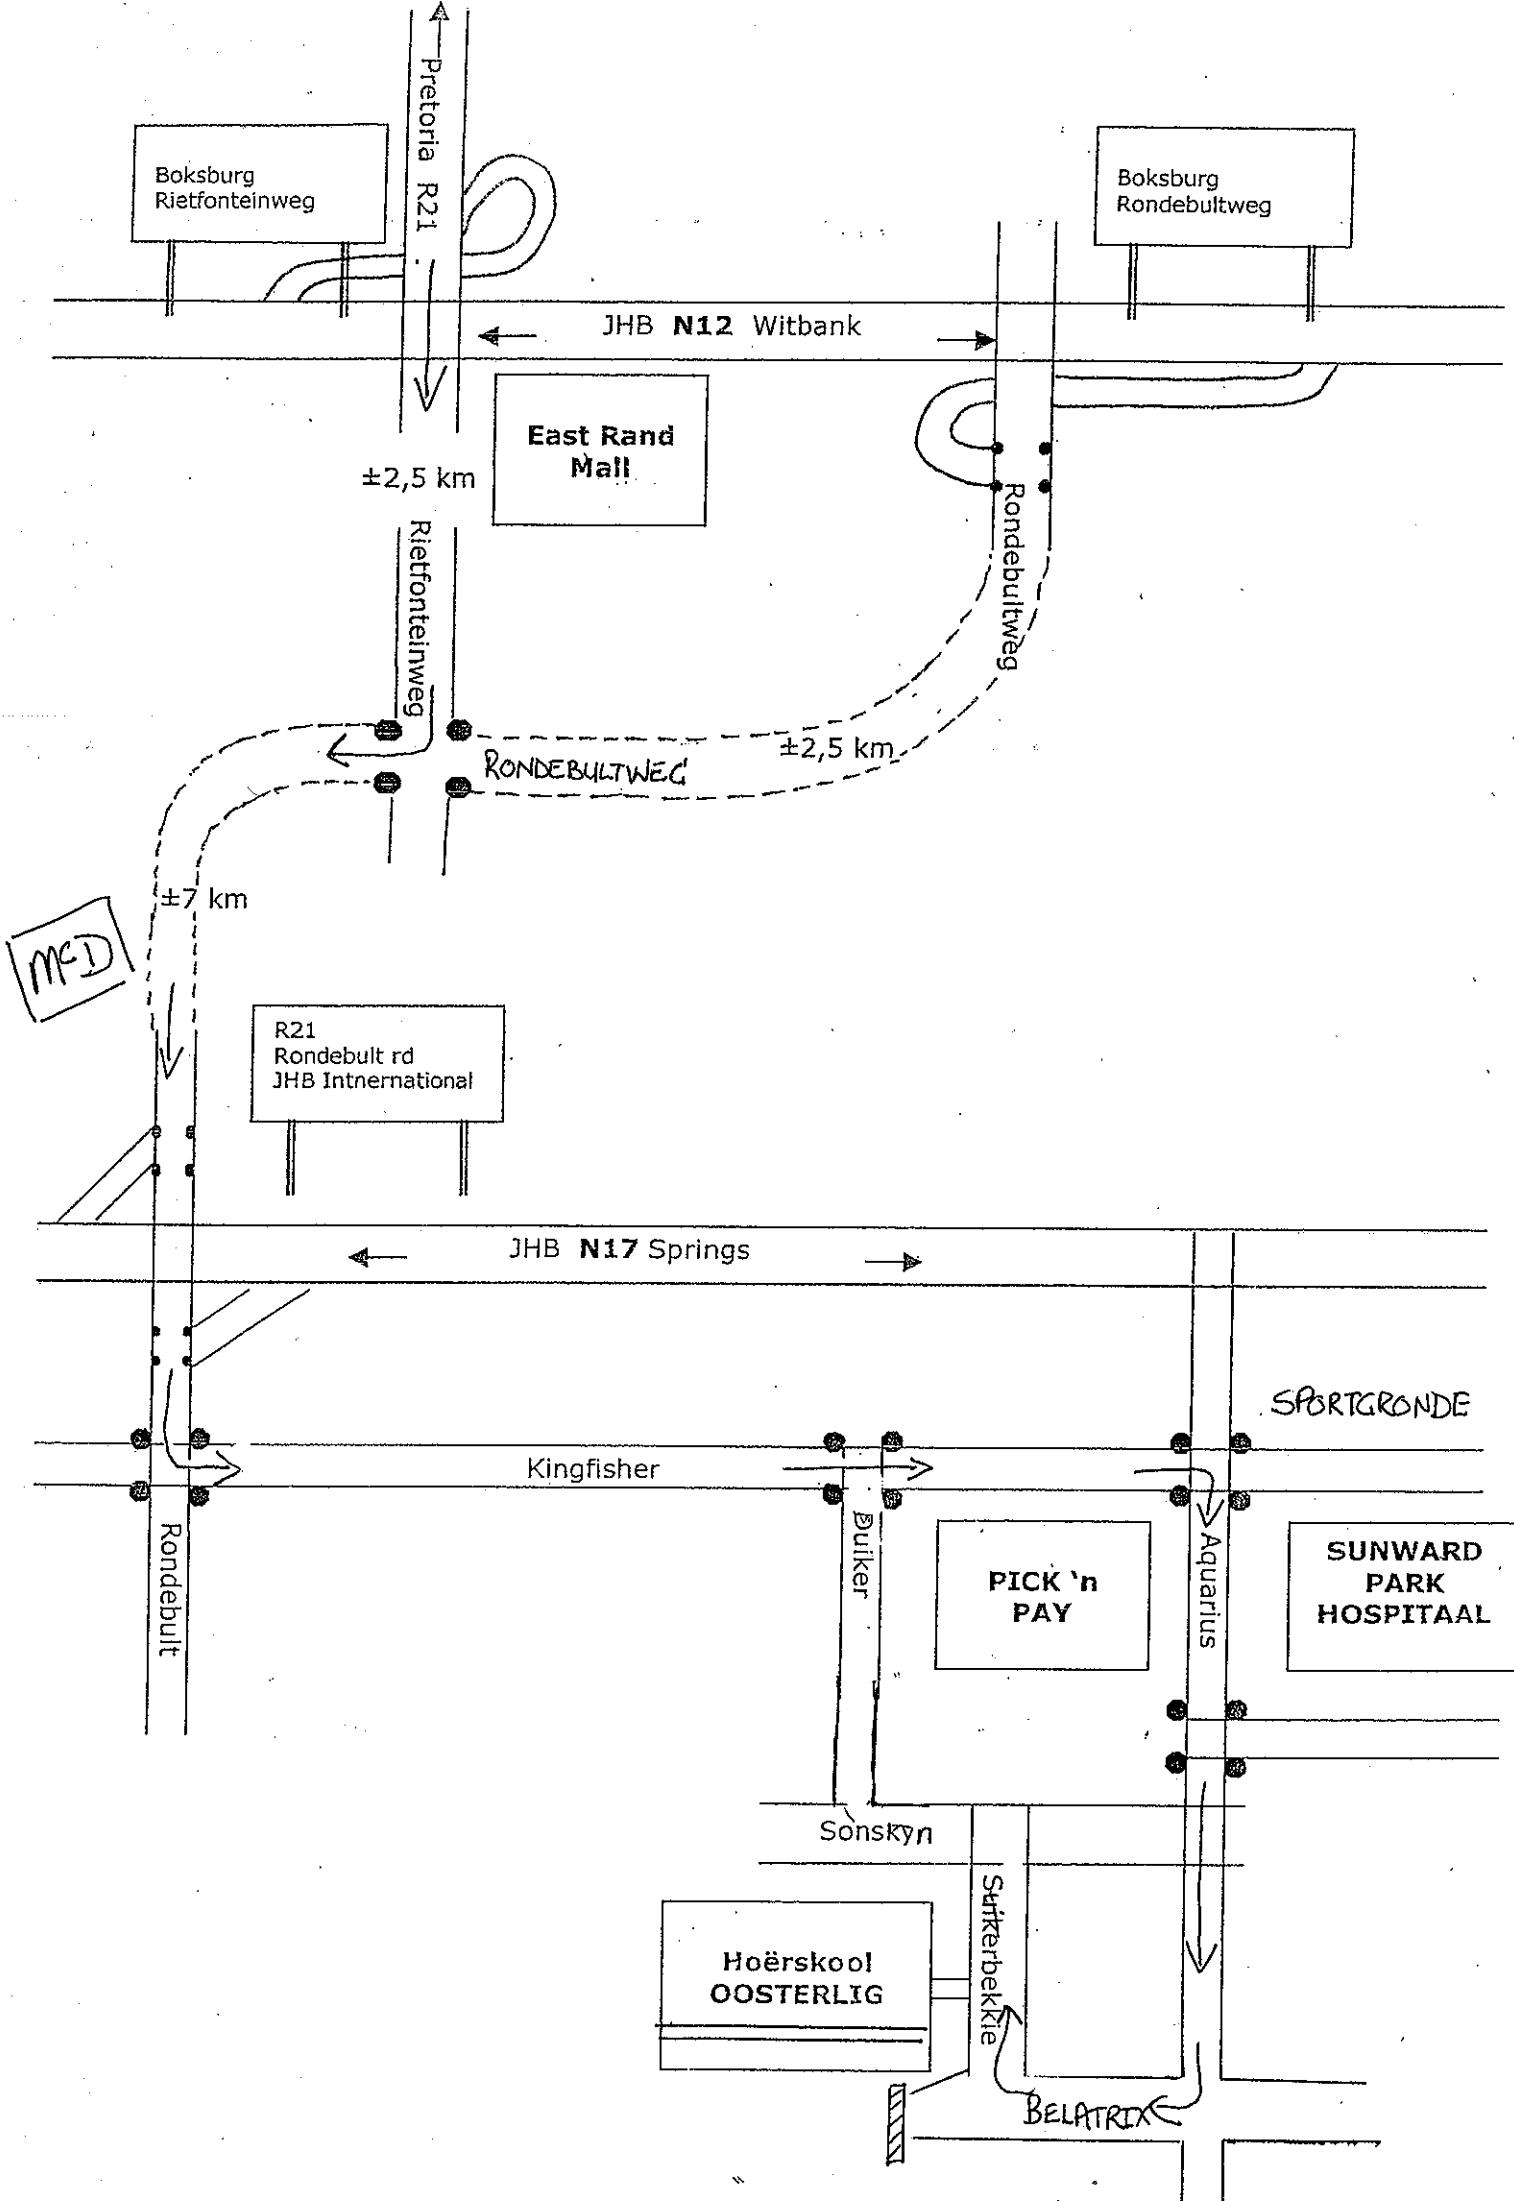 Pretoria R21
Boksburg
Rietfonteinweg
Boksburg
Rondebultweg
JHB N12 Witbank
East Rand
Mall
±2,5 km
Rietfonteinweg
Rondebultweg
±2,5 km
RONDEBULTWEG
±7 km
McD
R21
Rondebult rd
JHB Intnernational
JHB N17 Springs
SPORTGRONDE
Kingfisher
Rondebult
Duiker
PICK 'n
PAY
Aquarius
SUNWARD
PARK
HOSPITAAL
Sonskyn
Suikerbekkie
Hoërskool
OOSTERLIG
BELATRIX